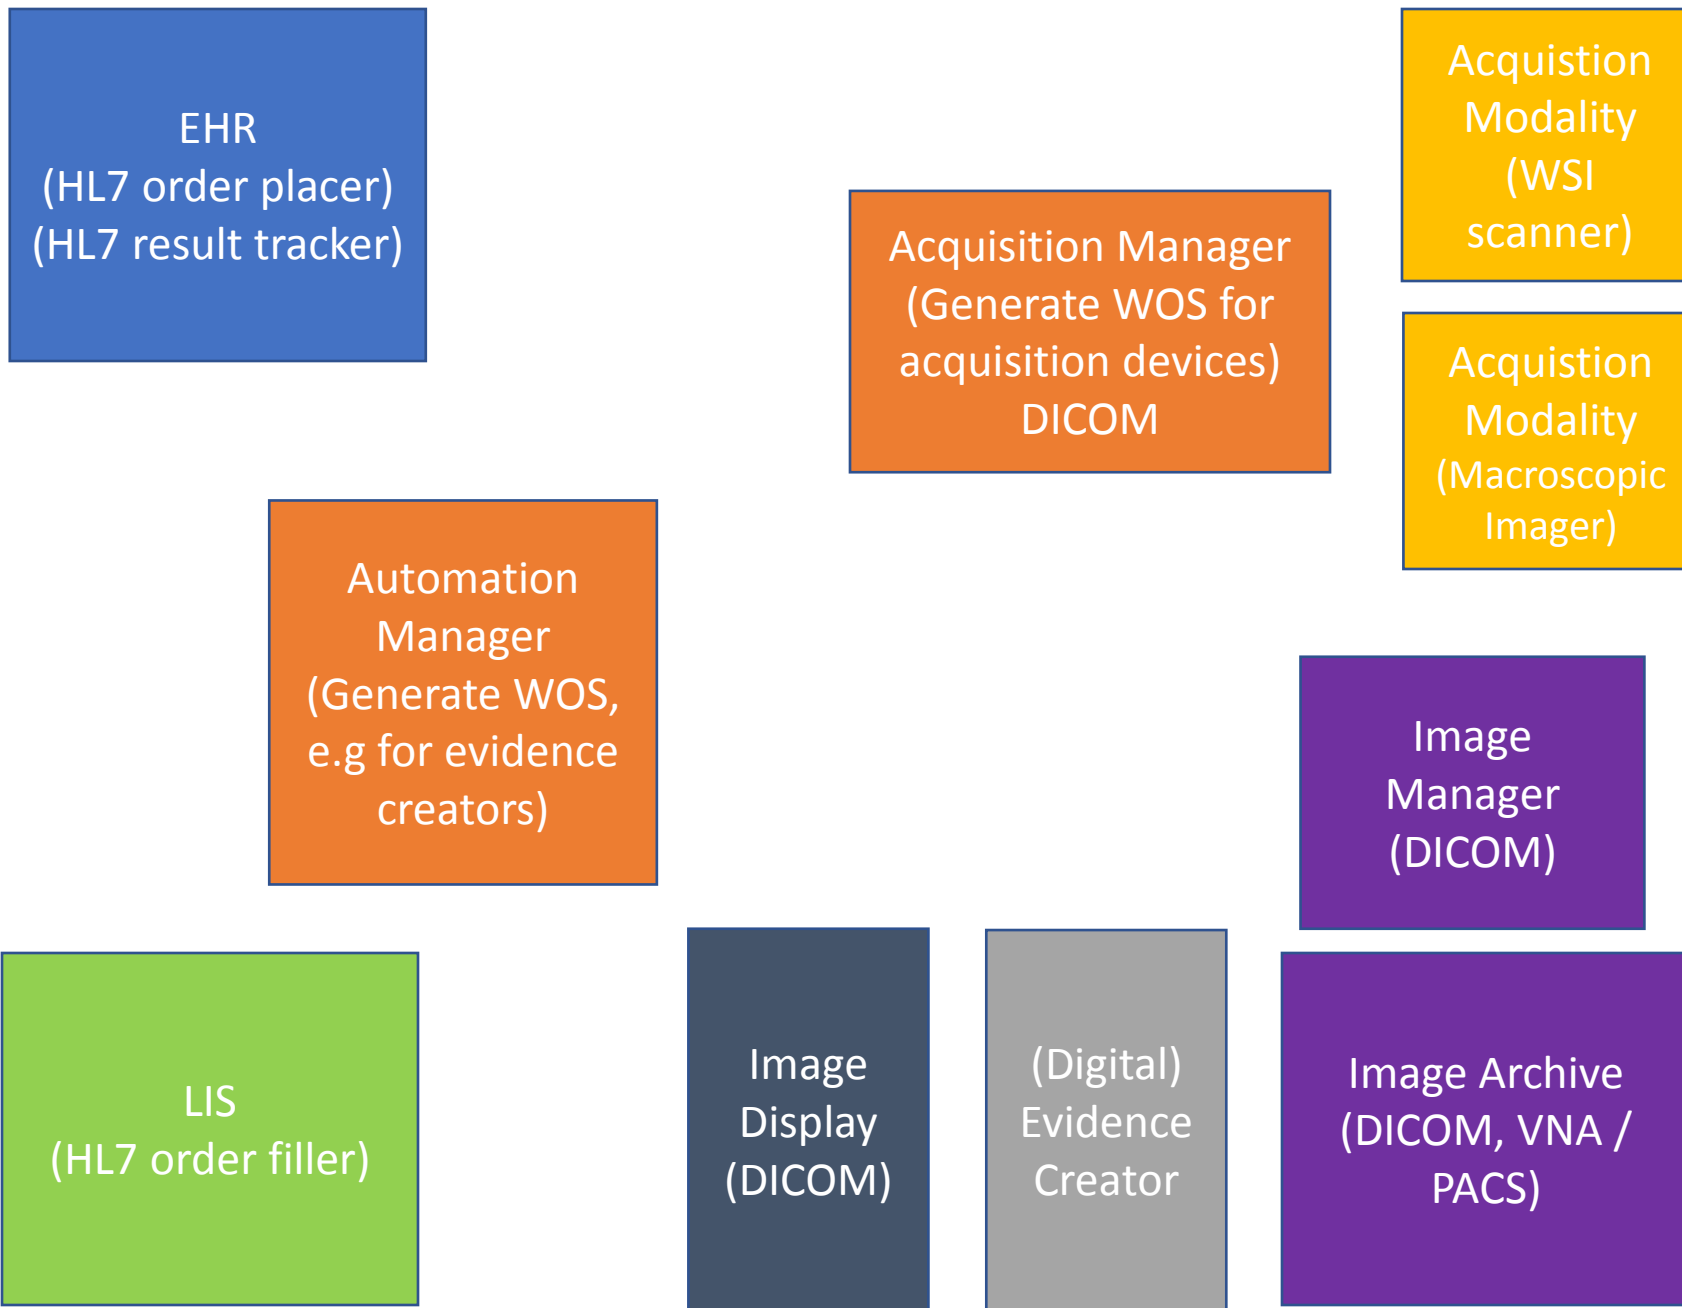 EHR
(HL7 order placer)
(HL7 result tracker)
Acquisition Manager
(Generate WOS for
acquisition devices)
DICOM
Acquistion
Modality
(WSI
scanner)
Acquistion
Modality
(Macroscopic
Imager)
Automation
Manager
(Generate WOS,
e.g for evidence
creators)
Image
Manager
(DICOM)
LIS
(HL7 order filler)
Image
Display
(DICOM)
(Digital)
Evidence
Creator
Image Archive
(DICOM, VNA /
PACS)